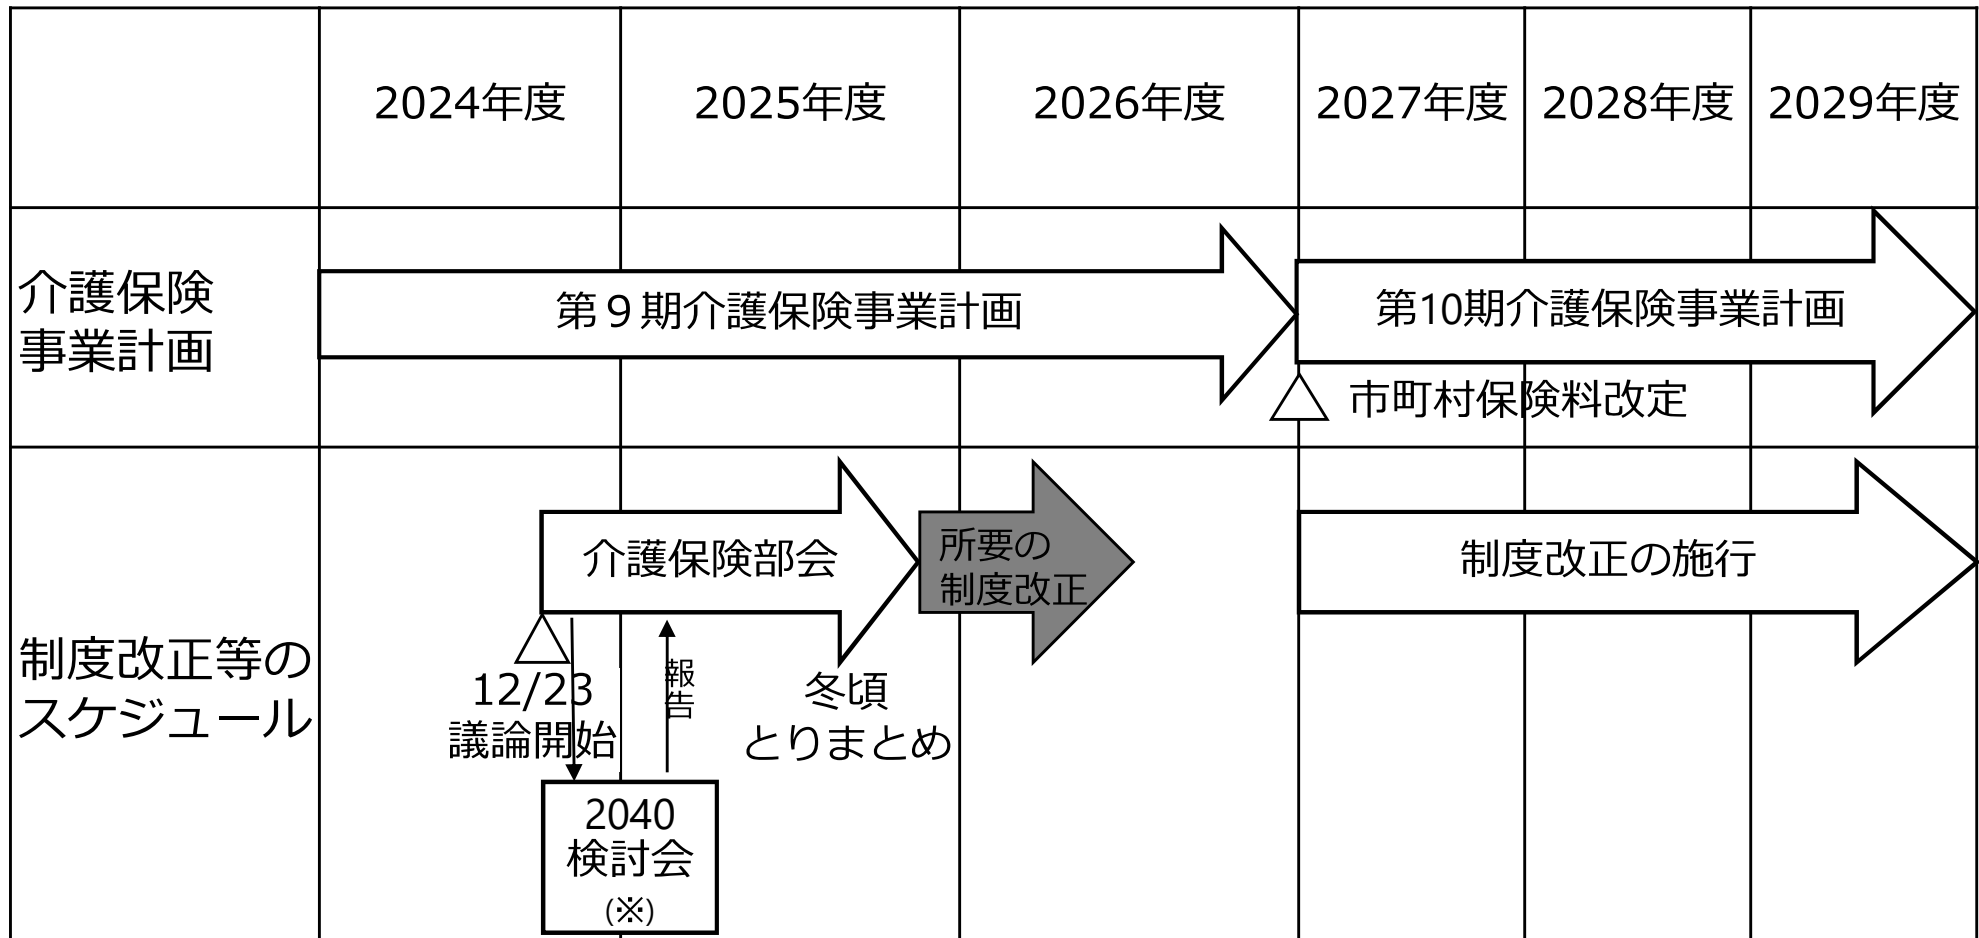 2024年度
2025年度
2026年度
2027年度
2028年度
2029年度
介護保険
事業計画
第９期介護保険事業計画
第10期介護保険事業計画
市町村保険料改定
制度改正等の
スケジュール
介護保険部会
所要の
制度改正
制度改正の施行
12/23
議論開始
報告
冬頃
とりまとめ
2040
検討会
(※)